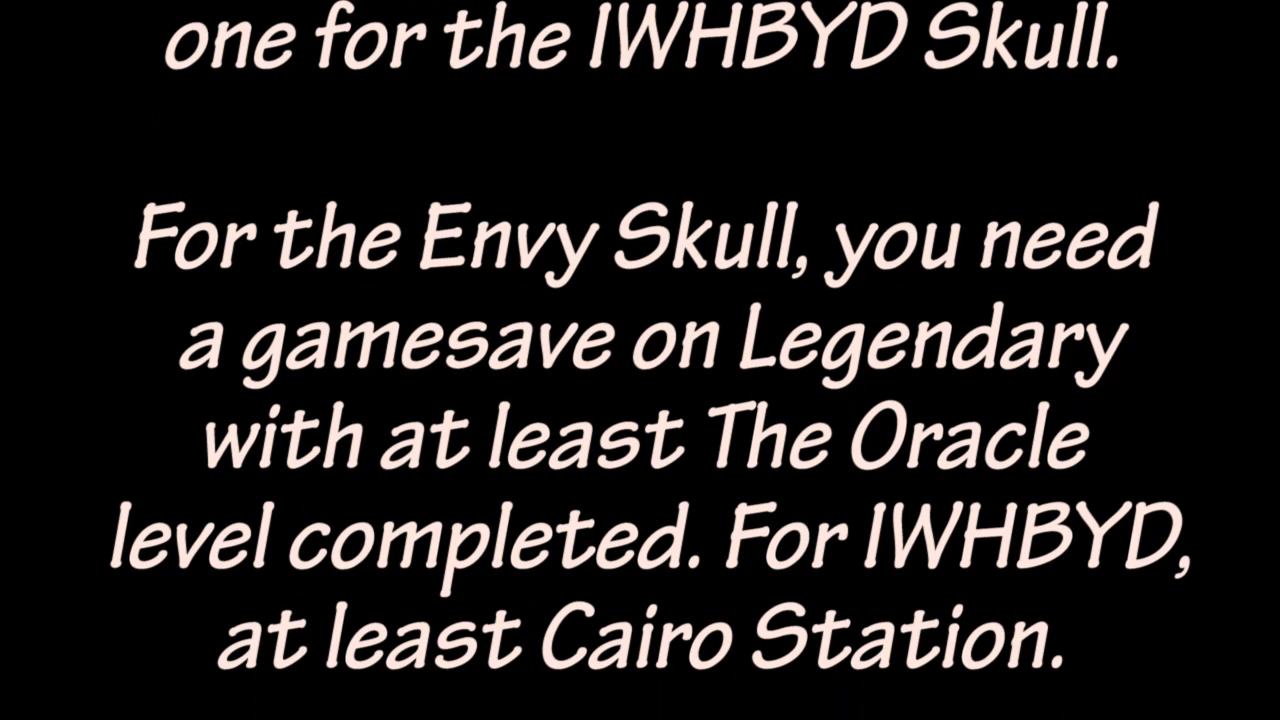 one for the IWHBYD Skull.
For the Envy Skull, you need
a gamesave on Legendary
with at least The Oracle
level completed. For IWHBYD,
at least Cairo Station.